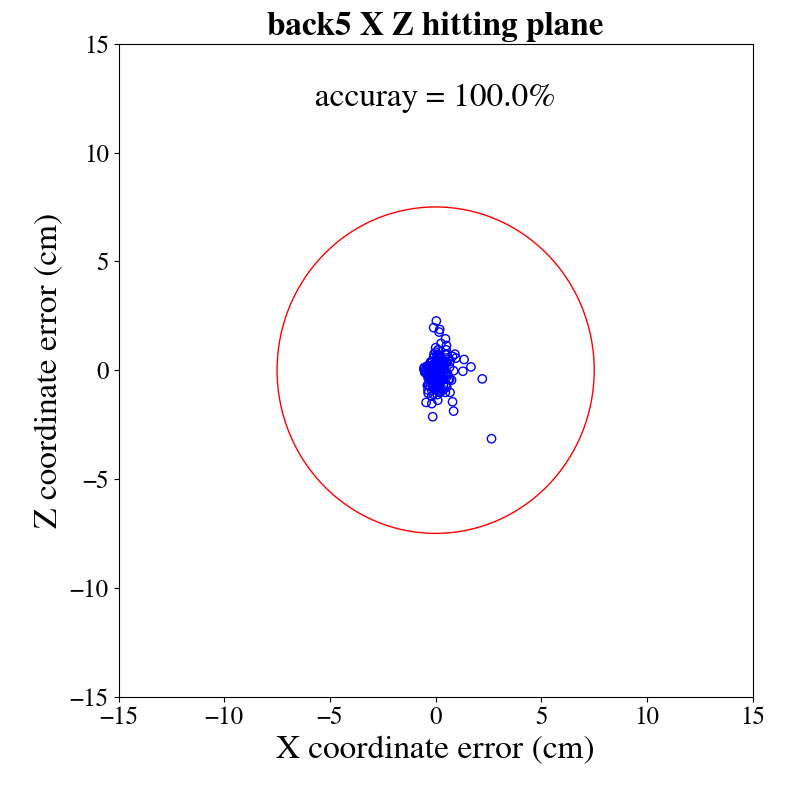 back5 X Z hitting plane
accuray = 100.0%
15
10
5
0
−5
−10
−15
Z coordinate error (cm)
−15 −10 −5 0 5 10 15
X coordinate error (cm)